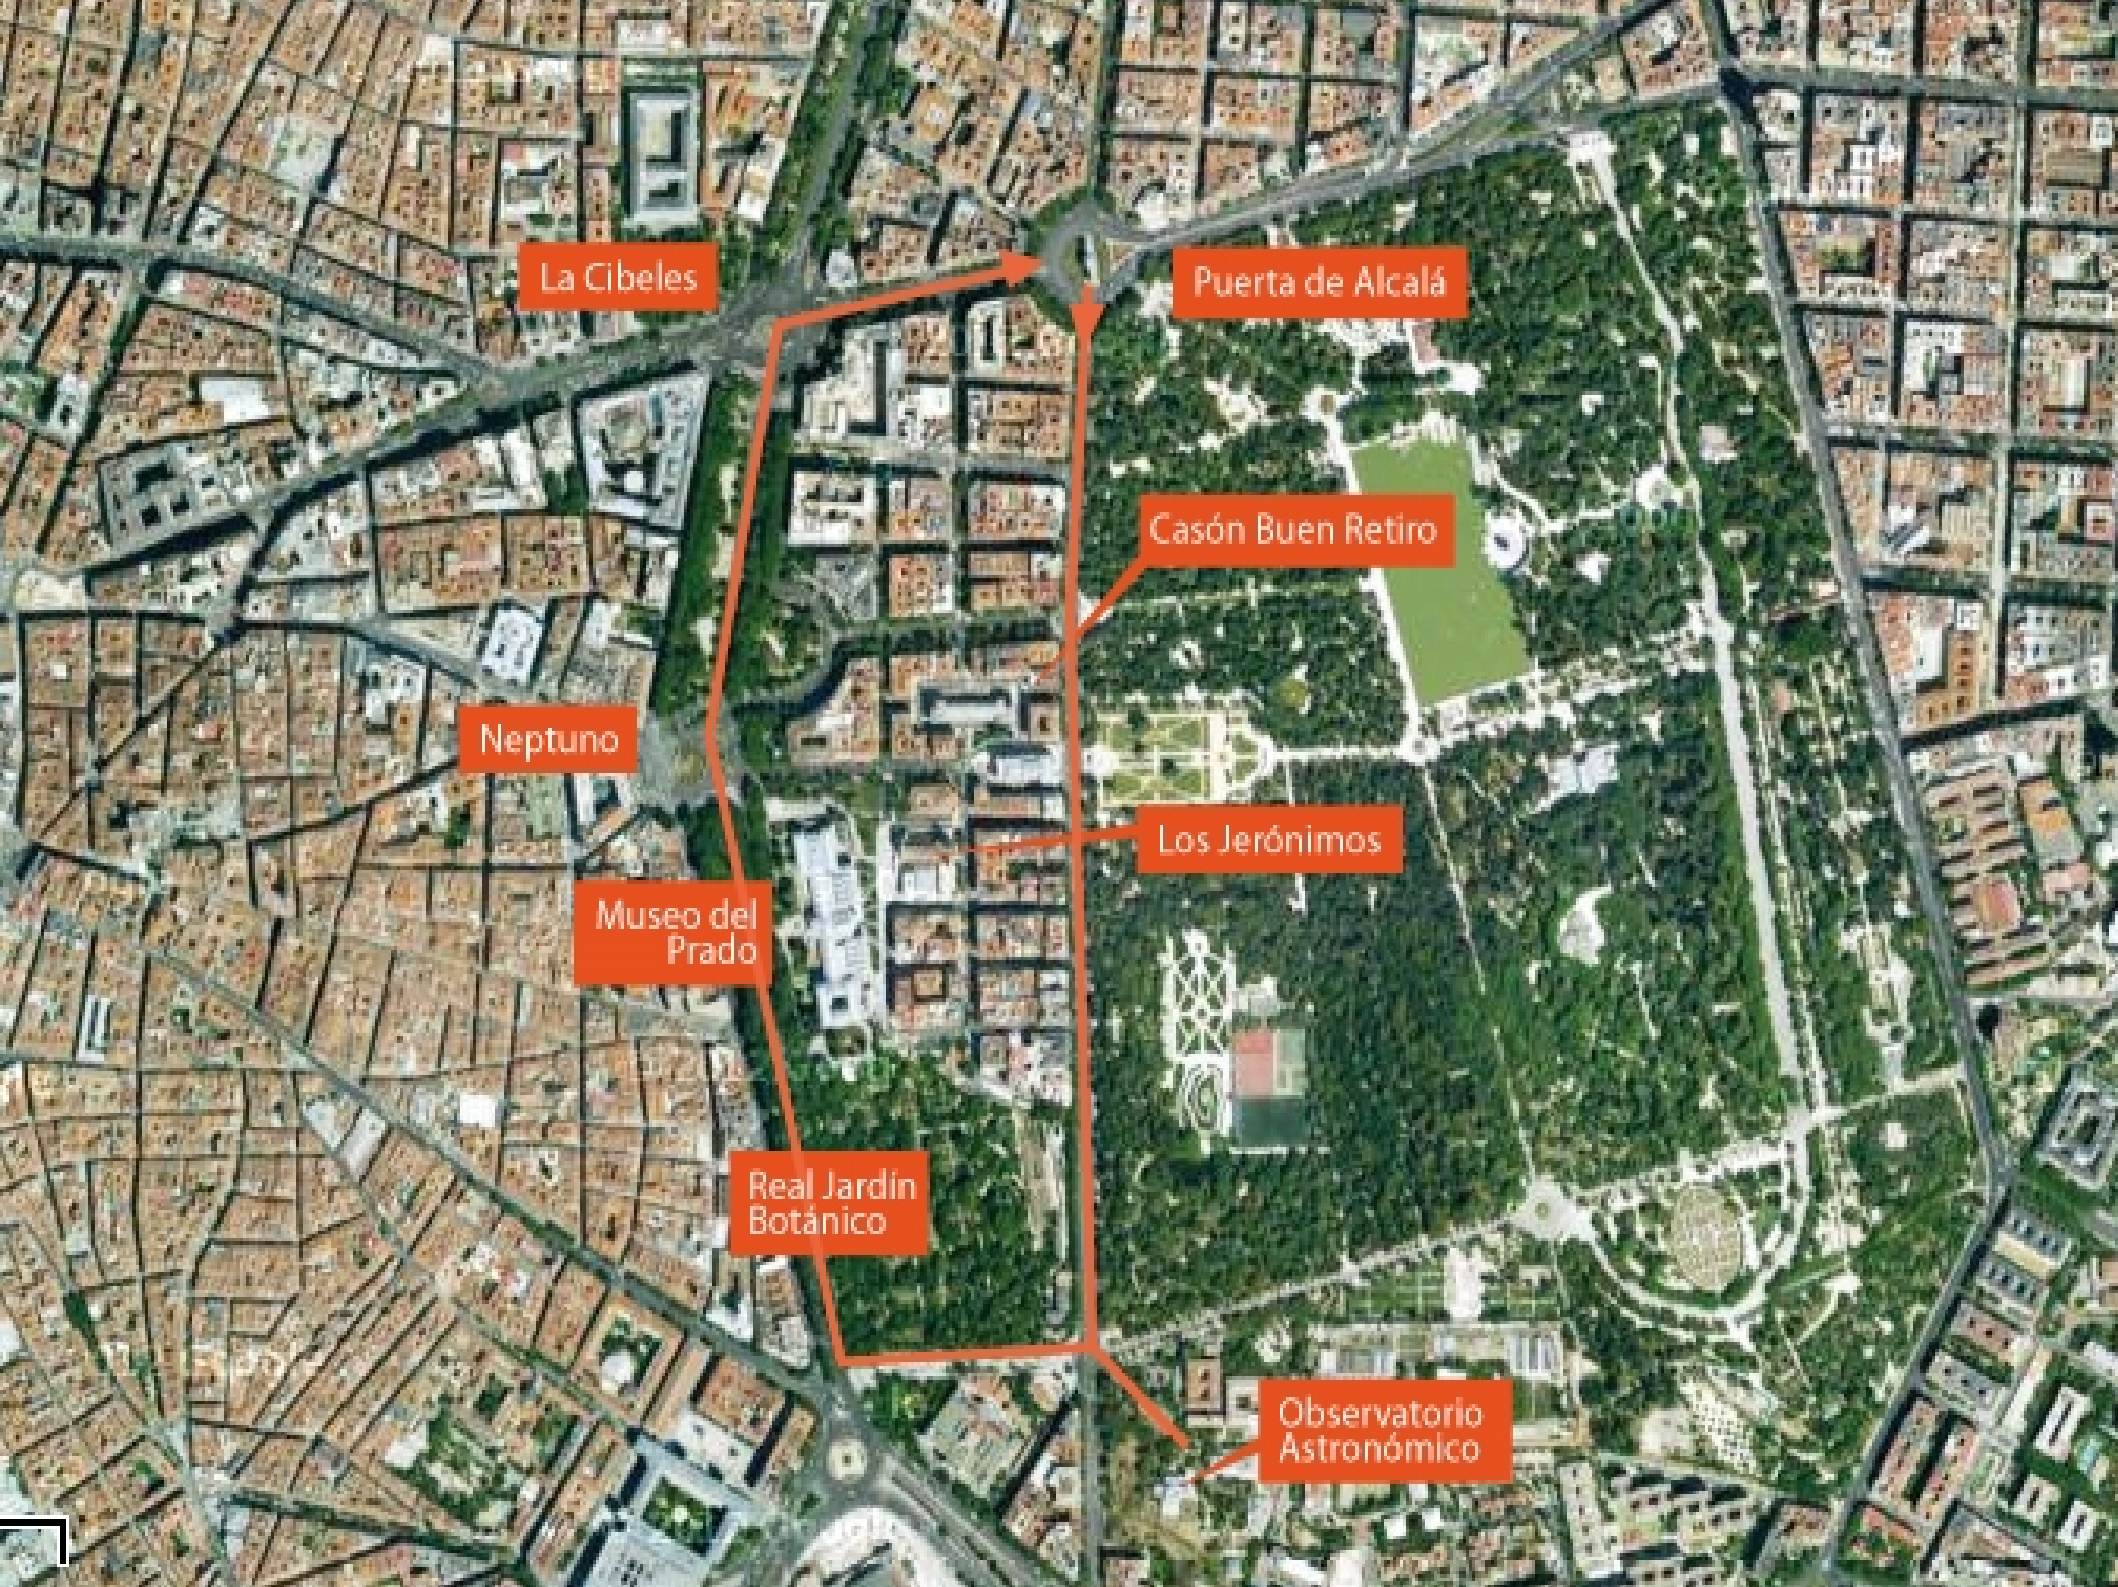 La Cibeles
Puerta de Alcalá
Casón Buen Retiro
Neptuno
Los Jerónimos
Museo del
Prado
Real Jardín
Botánico
Observatorio
Astronómico